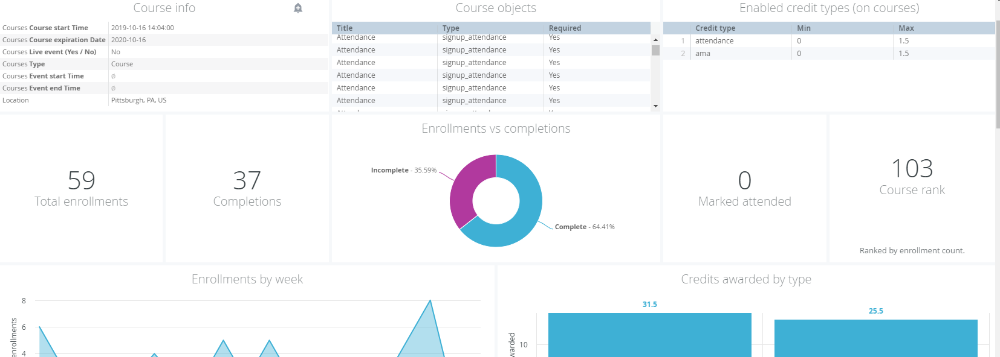 Course info
Courses Course start Time 2019-10-16 14:04:00
Courses Course expiration Date 2020-10-16
Courses Live event (Yes / No) No
Courses Type Course
Courses Event start Time ∅
Courses Event end Time ∅
Location Pittsburgh, PA, US
Course objects
Title Type Required
Attendance signup_attendance Yes
Attendance signup_attendance Yes
Attendance signup_attendance Yes
Attendance signup_attendance Yes
Attendance signup_attendance Yes
Attendance signup_attendance Yes
Enabled credit types (on courses)
Credit type Min Max
1 attendance 0 1.5
2 ama 0 1.5
59
Total enrollments
37
Completions
Enrollments vs completions
Incomplete - 35.59%
Complete - 64.41%
0
Marked attended
103
Course rank
Ranked by enrollment count.
Enrollments by week
8
6
4
enrollments
Credits awarded by type
31.5
25.5
10